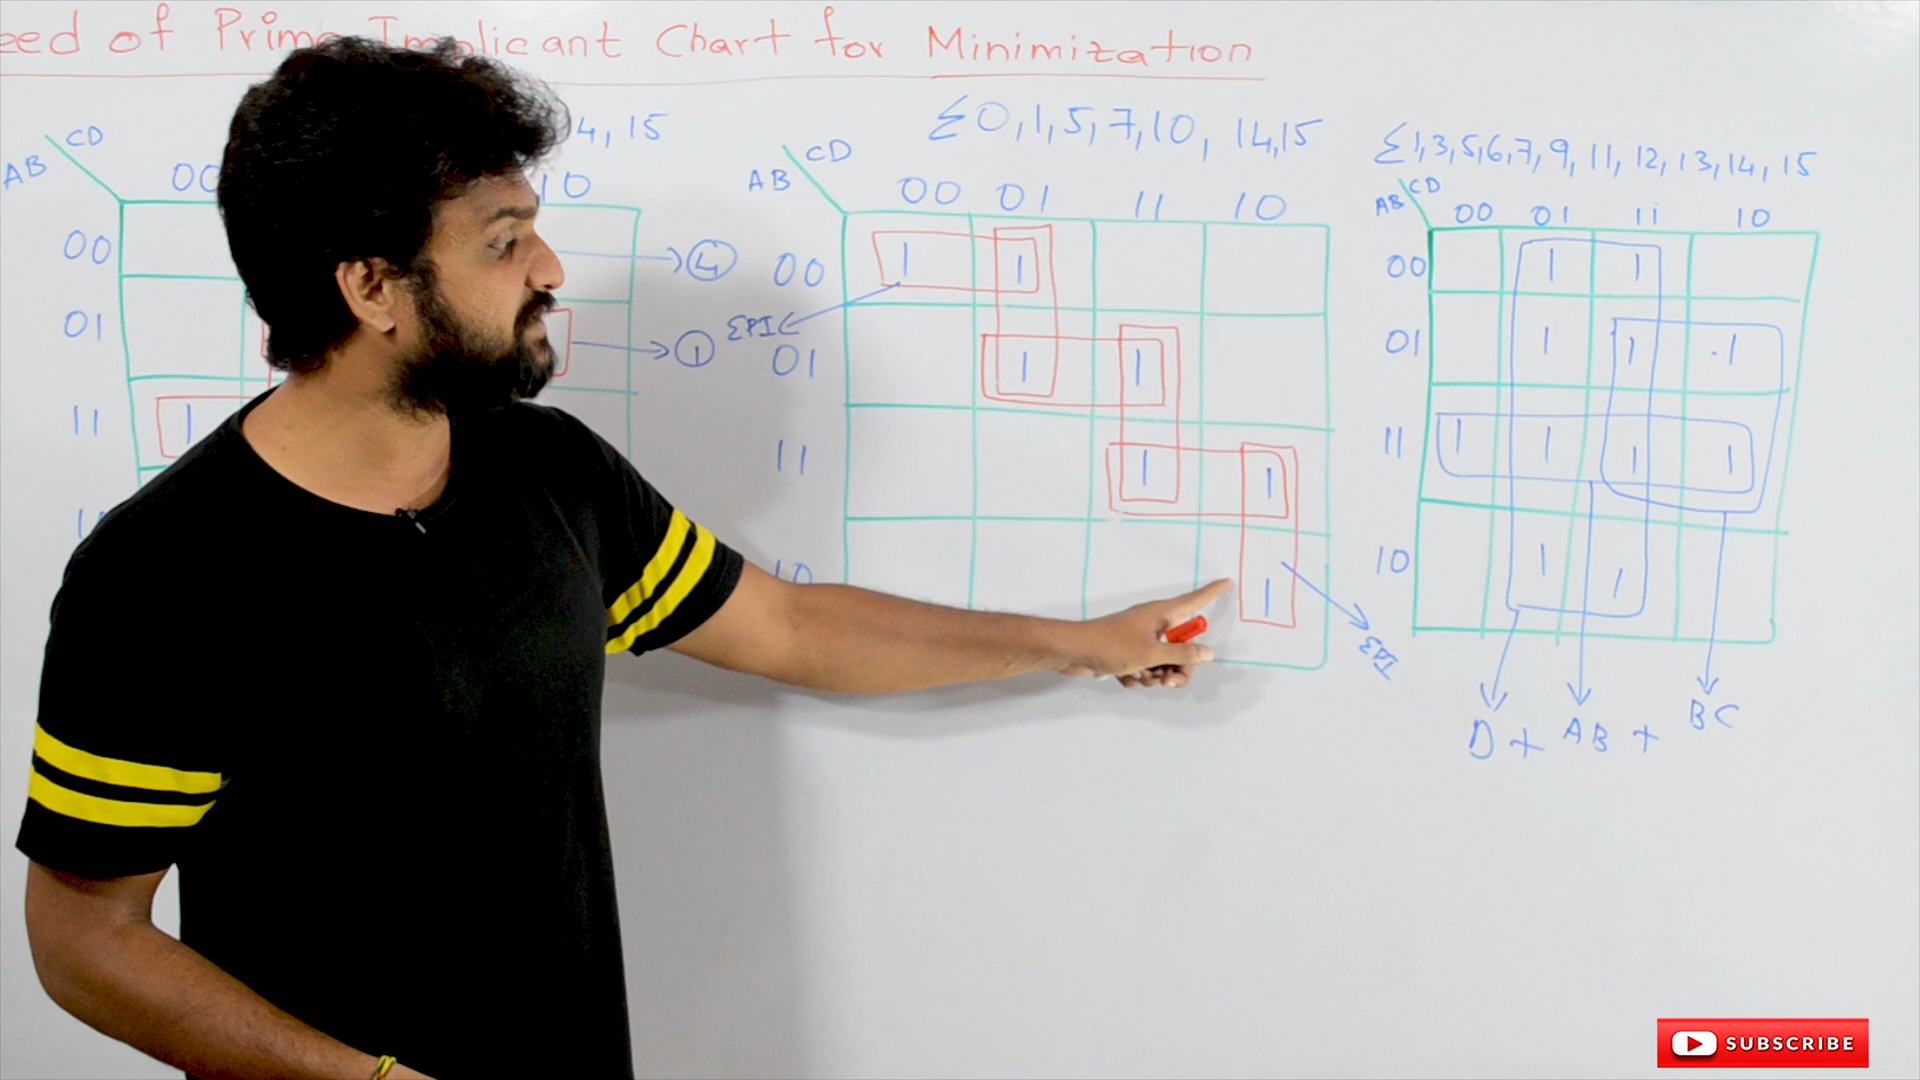 eed of Prime Implicant Chart for Minimization
4, 15
CD
AB
00
10
00
01
11
4
1
1
Σ0,1,5,7,10, 14,15
CD
AB
00 01 11 10
00 1 1
EPI
01 1 1
11 1 1
10 1
EPI
Σ1,3,5,6,7,9,11,12,13,14,15
CD
AB
00 01 11 10
00 1 1
01 1 1 1
11 1 1 1 1
10 1 1
D + AB + BC
SUBSCRIBE